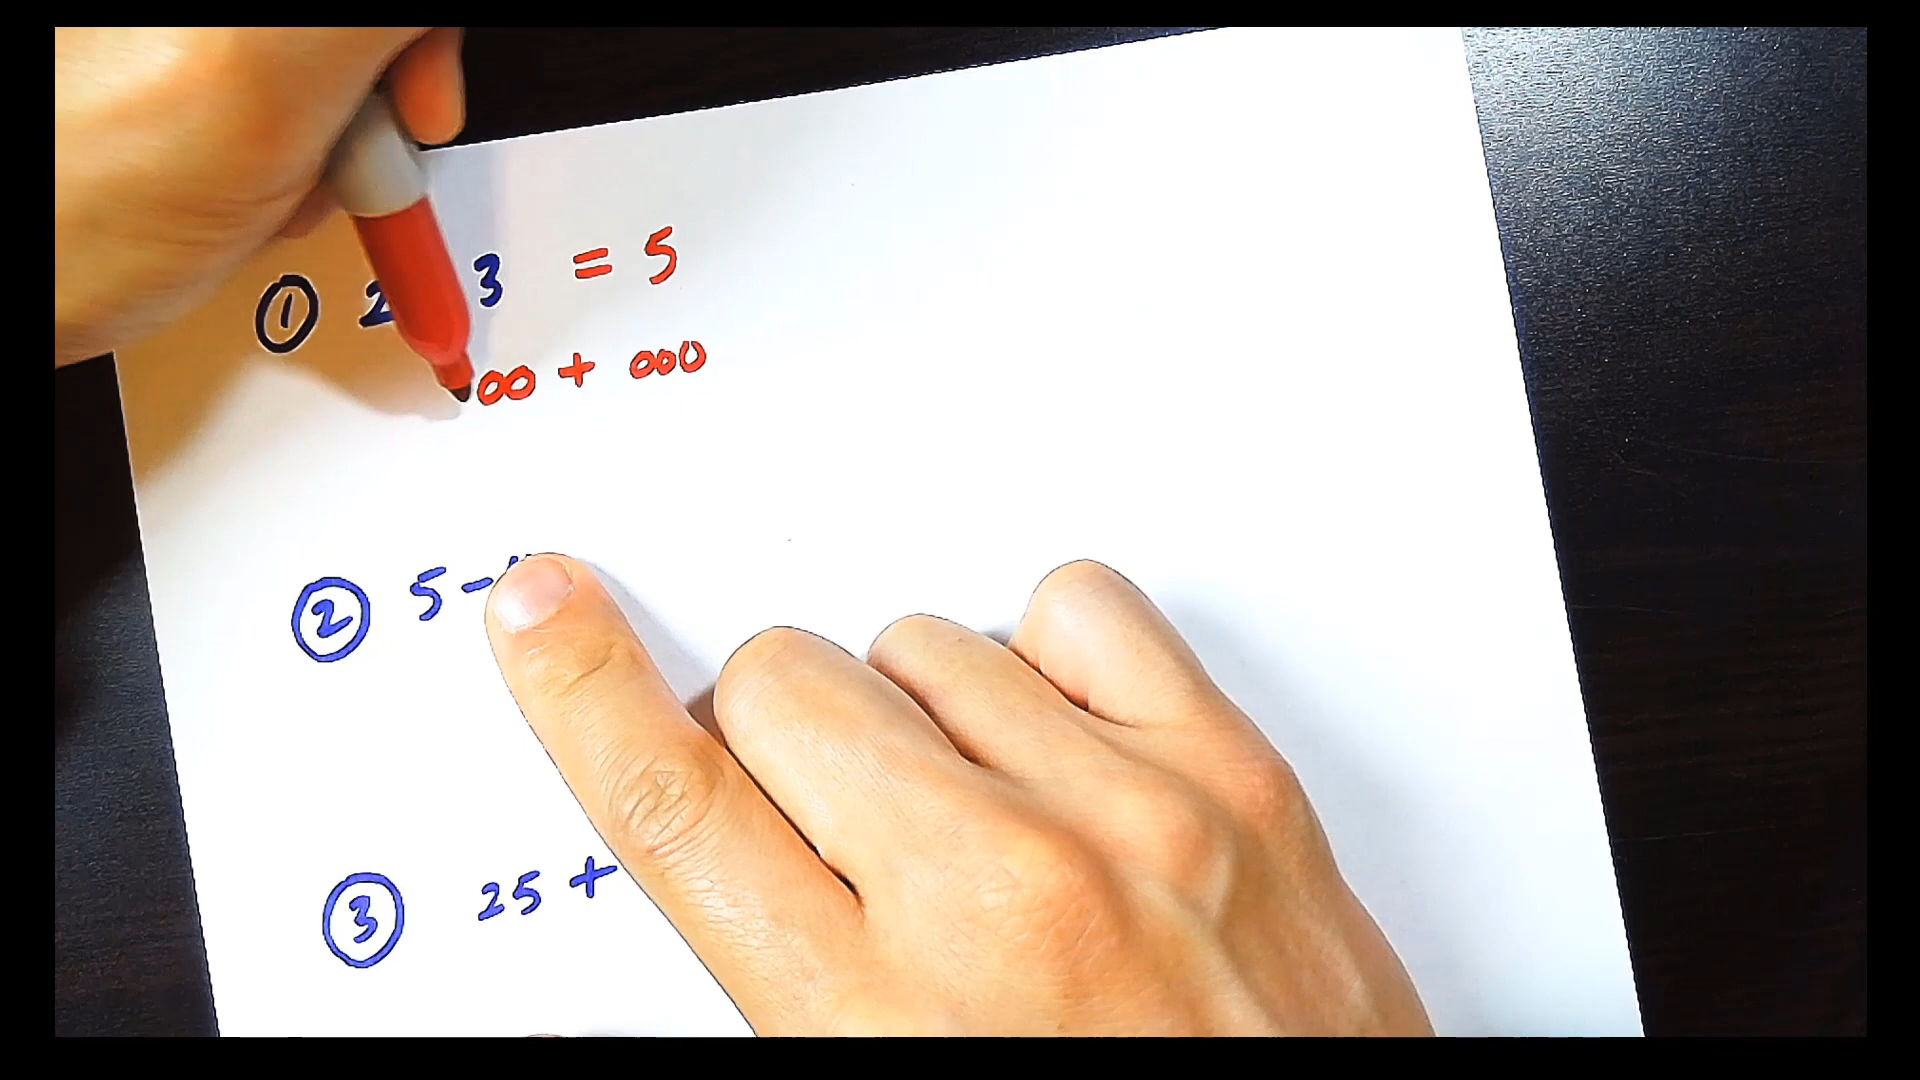 ① 2 3 = 5
00 + 000
② 5 -
③ 25 +